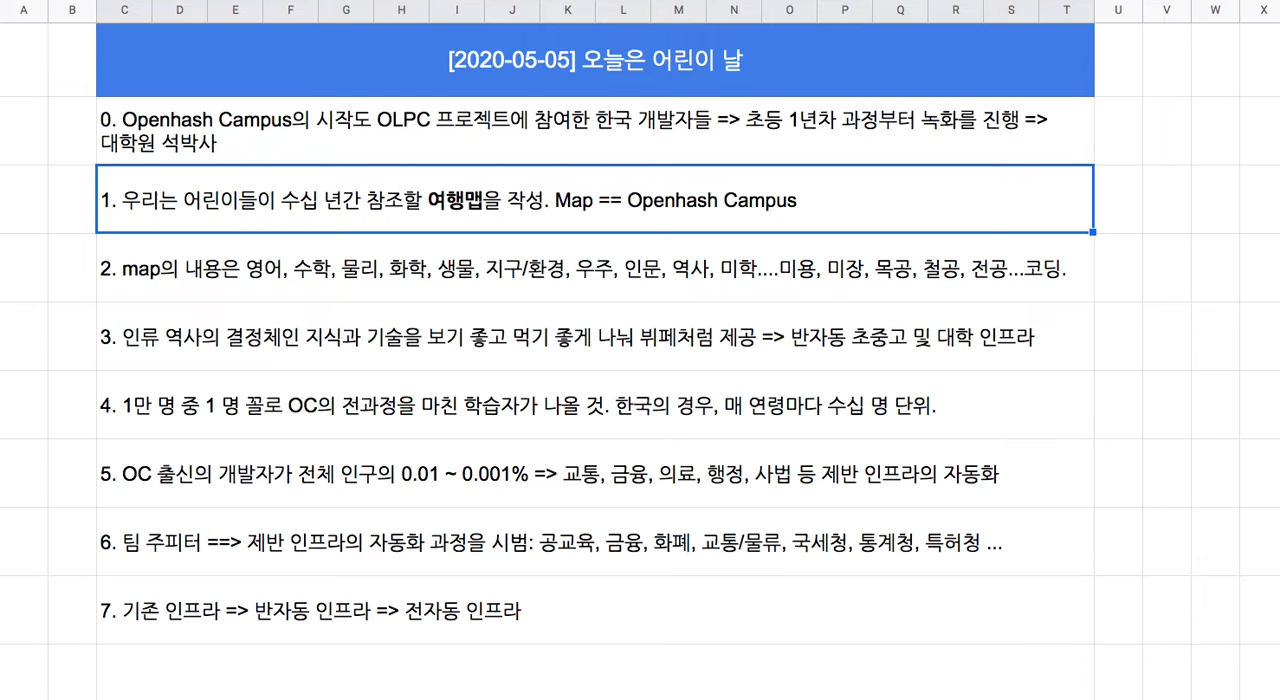 A B C D E F G H I J K L M N O P Q R S T U V W X
[2020-05-05] 오늘은 어린이 날
0. Openhash Campus의 시작도 OLPC 프로젝트에 참여한 한국 개발자들 => 초등 1년차 과정부터 녹화를 진행 =>
대학원 석박사
1. 우리는 어린이들이 수십 년간 참조할 여행맵을 작성. Map == Openhash Campus
2. map의 내용은 영어, 수학, 물리, 화학, 생물, 지구/환경, 우주, 인문, 역사, 미학....미용, 미장, 목공, 철공, 전공...코딩.
3. 인류 역사의 결정체인 지식과 기술을 보기 좋고 먹기 좋게 나눠 뷔페처럼 제공 => 반자동 초중고 및 대학 인프라
4. 1만 명 중 1 명 꼴로 OC의 전과정을 마친 학습자가 나올 것. 한국의 경우, 매 연령마다 수십 명 단위.
5. OC 출신의 개발자가 전체 인구의 0.01 ~ 0.001% => 교통, 금융, 의료, 행정, 사법 등 제반 인프라의 자동화
6. 팀 주피터 ==> 제반 인프라의 자동화 과정을 시범: 공교육, 금융, 화폐, 교통/물류, 국세청, 통계청, 특허청 ...
7. 기존 인프라 => 반자동 인프라 => 전자동 인프라